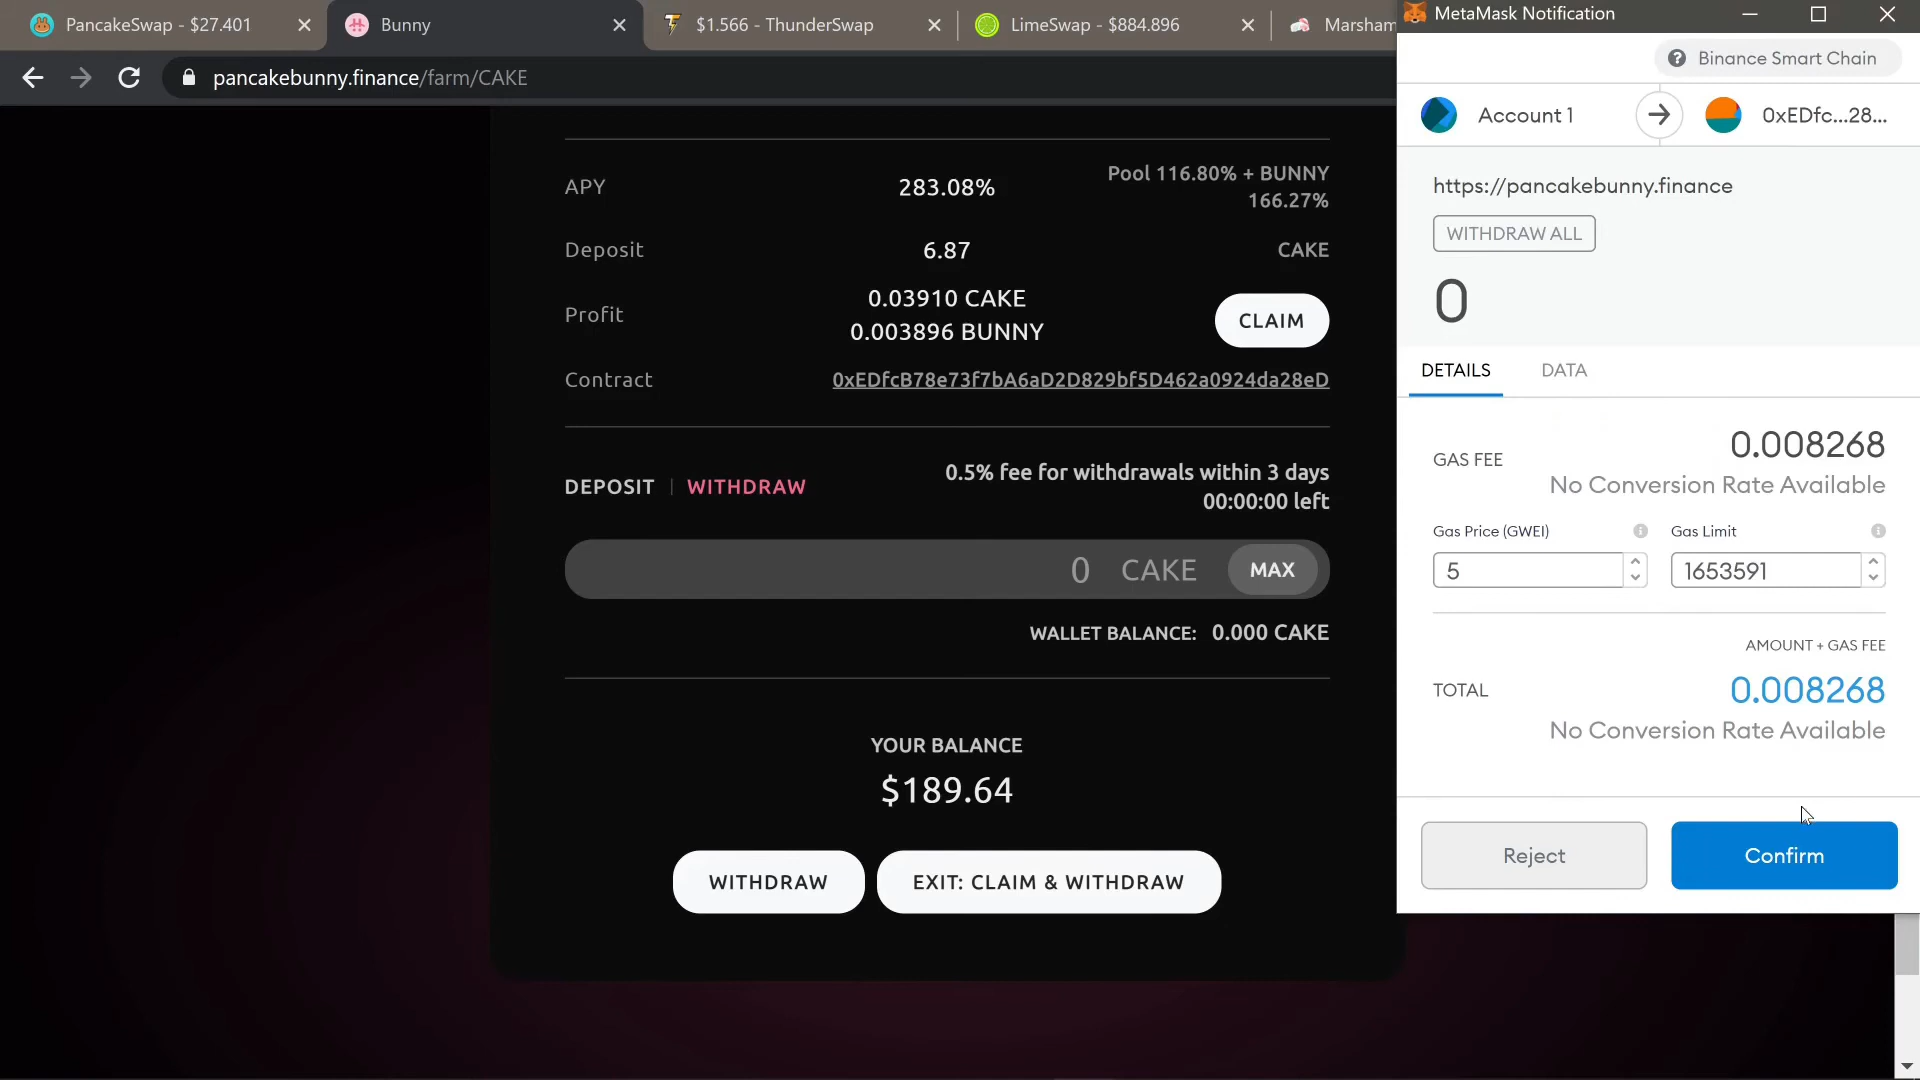 PancakeSwap - $27.401
Bunny
$1.566 - ThunderSwap
LimeSwap - $884.896
Marsham
pancakebunny.finance/farm/CAKE
APY
283.08%
Pool 116.80% + BUNNY
166.27%
Deposit
6.87
CAKE
Profit
0.03910 CAKE
0.003896 BUNNY
CLAIM
Contract
0xEDfcB78e73f7bA6aD2D829bf5D462a0924da28eD
DEPOSIT | WITHDRAW
0.5% fee for withdrawals within 3 days
00:00:00 left
0 CAKE MAX
WALLET BALANCE: 0.000 CAKE
YOUR BALANCE
$189.64
WITHDRAW
EXIT: CLAIM & WITHDRAW
MetaMask Notification
Binance Smart Chain
Account 1
0xEDfc...28...
https://pancakebunny.finance
WITHDRAW ALL
0
DETAILS
DATA
GAS FEE
0.008268
No Conversion Rate Available
Gas Price (GWEI)
Gas Limit
5
1653591
AMOUNT + GAS FEE
TOTAL
0.008268
No Conversion Rate Available
Reject
Confirm